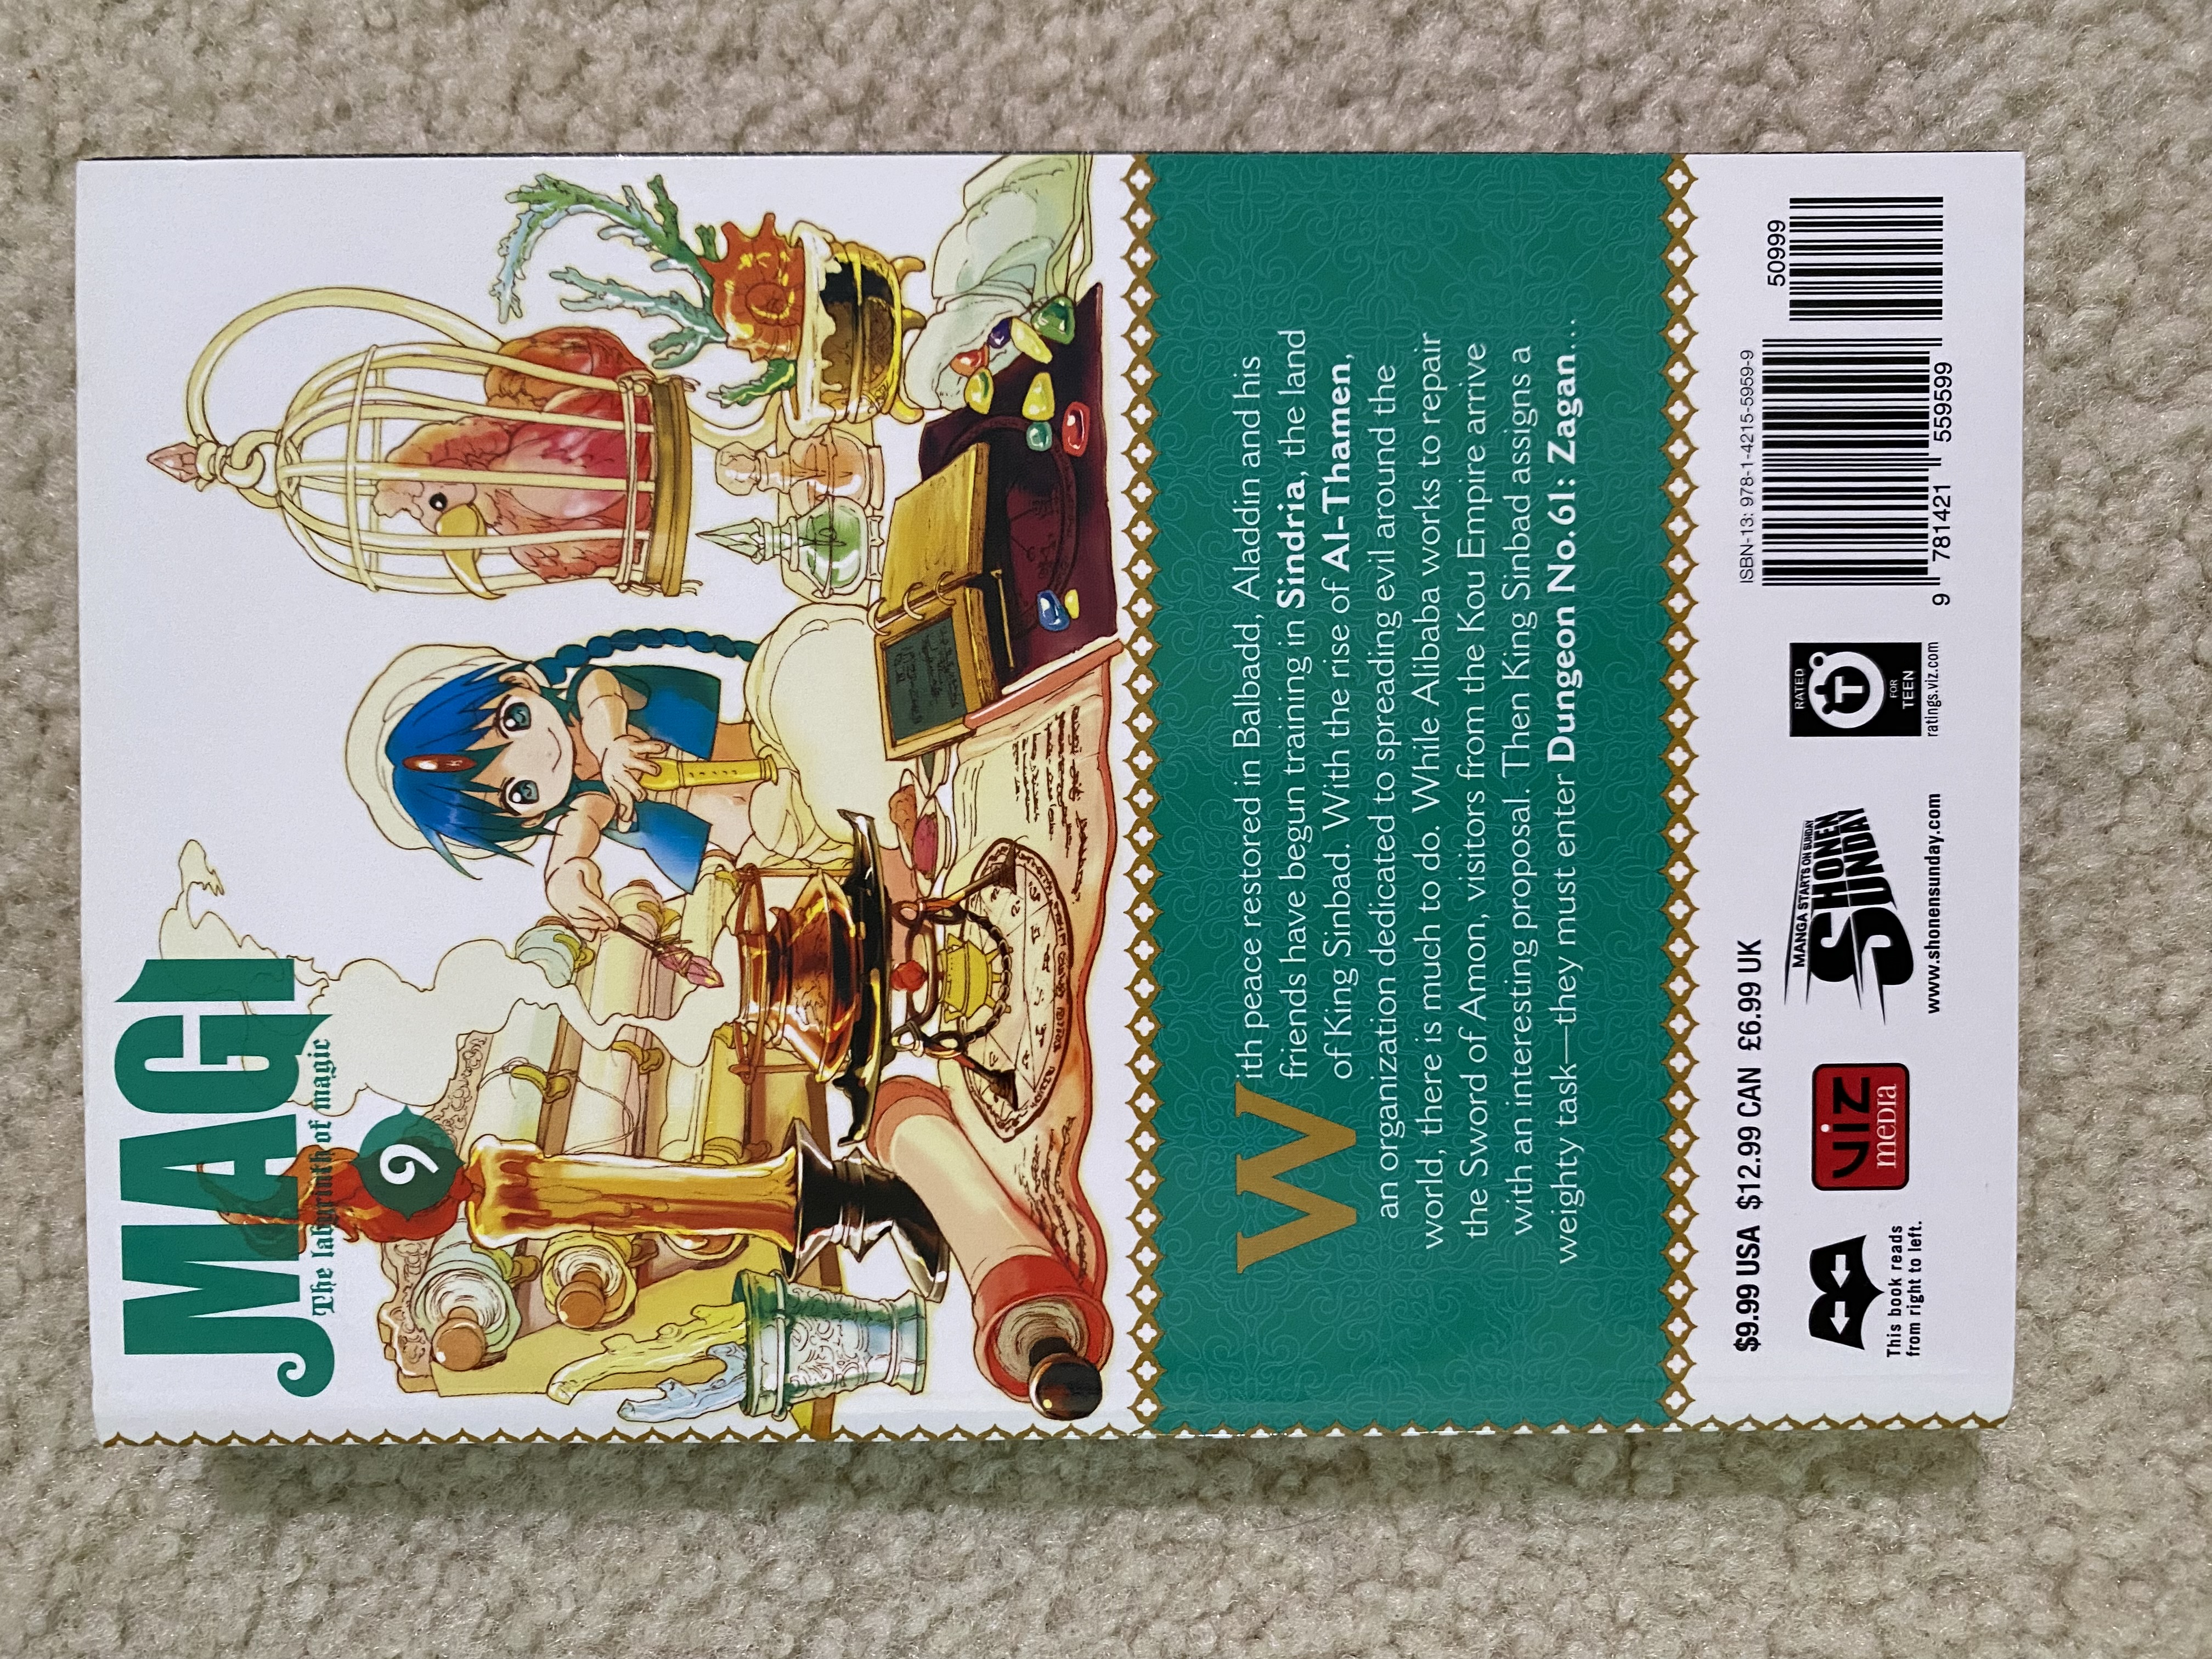 MAGI
The labyrinth of magic
9
With peace restored in Balbadd, Aladdin and his
friends have begun training in Sindria, the land
of King Sinbad. With the rise of Al-Thamen,
an organization dedicated to spreading evil around the
world, there is much to do. While Alibaba works to repair
the Sword of Amon, visitors from the Kou Empire arrive
with an interesting proposal. Then King Sinbad assigns a
weighty task—they must enter Dungeon No.61: Zagan…
$9.99 USA $12.99 CAN £6.99 UK
This book reads
from right to left.
VIZ
MEDIA
MANGA STARTS ON SUNDAY
SHONEN
SUNDAY
www.shonensunday.com
RATED
T
FOR
TEEN
ratings.viz.com
ISBN-13: 978-1-4215-5959-9
9 781421 559599
50999